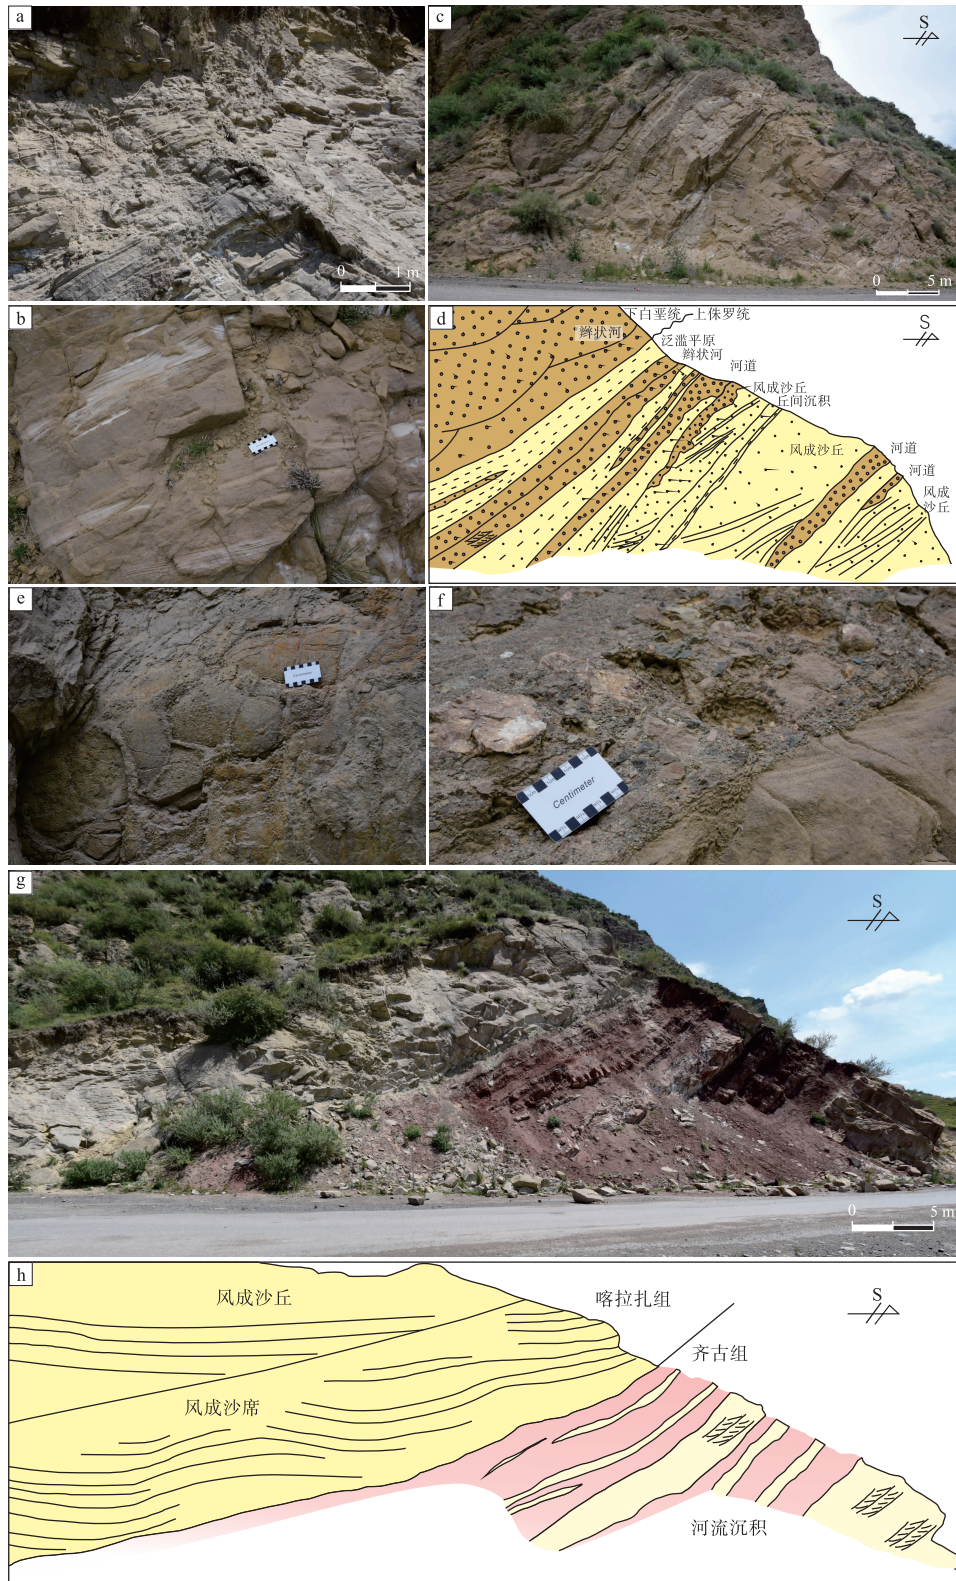 a
0 1 m
c
S
0 5 m
b
d
下白垩统
上侏罗统
S
辫状河
泛滥平原
辫状河
河道
风成沙丘
丘间沉积
风成沙丘
河道
河道
风成
沙丘
e
Centimeter
f
Centimeter
g
S
0 5 m
h
风成沙丘
喀拉扎组
S
齐古组
风成沙席
河流沉积